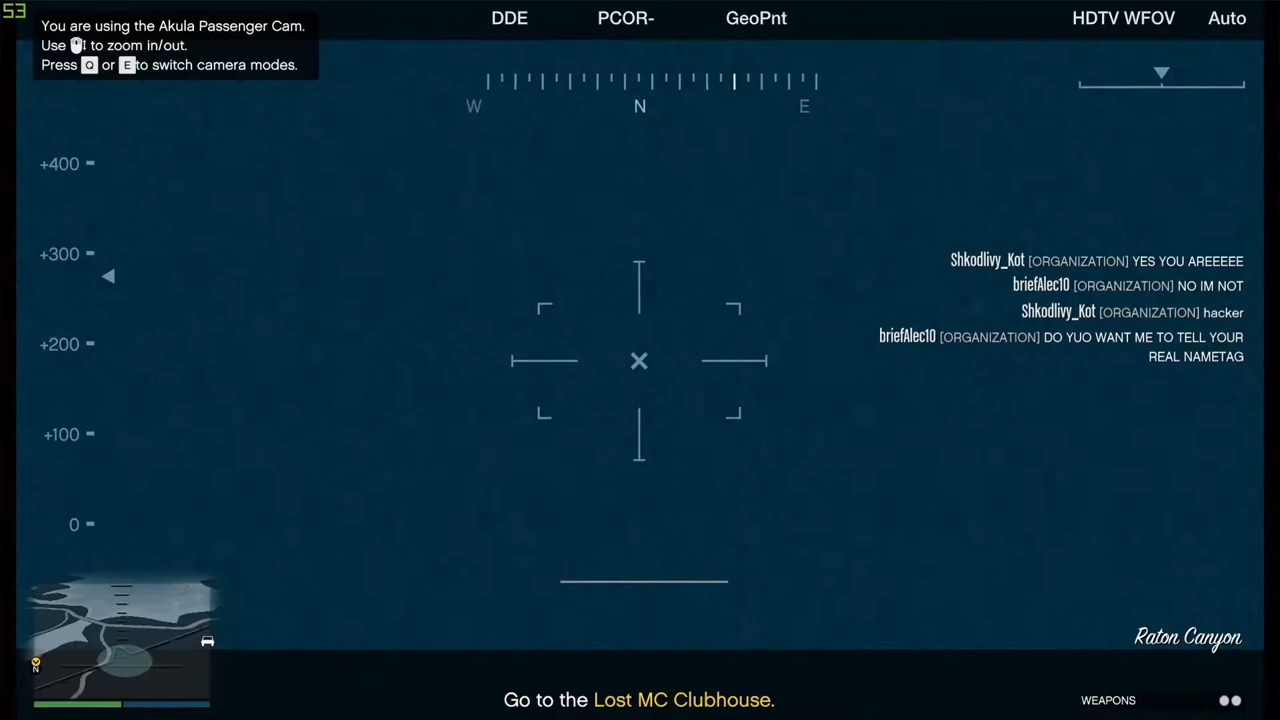 53
You are using the Akula Passenger Cam.
Use to zoom in/out.
Press Q or E to switch camera modes.
DDE PCOR- GeoPnt HDTV WFOV Auto
W N E
+400
+300
+200
+100
0
Shkodlivy_Kot [ORGANIZATION] YES YOU AREEEEE
briefAlec10 [ORGANIZATION] NO IM NOT
Shkodlivy_Kot [ORGANIZATION] hacker
briefAlec10 [ORGANIZATION] DO YUO WANT ME TO TELL YOUR
REAL NAMETAG
Raton Canyon
N
Go to the Lost MC Clubhouse.
WEAPONS